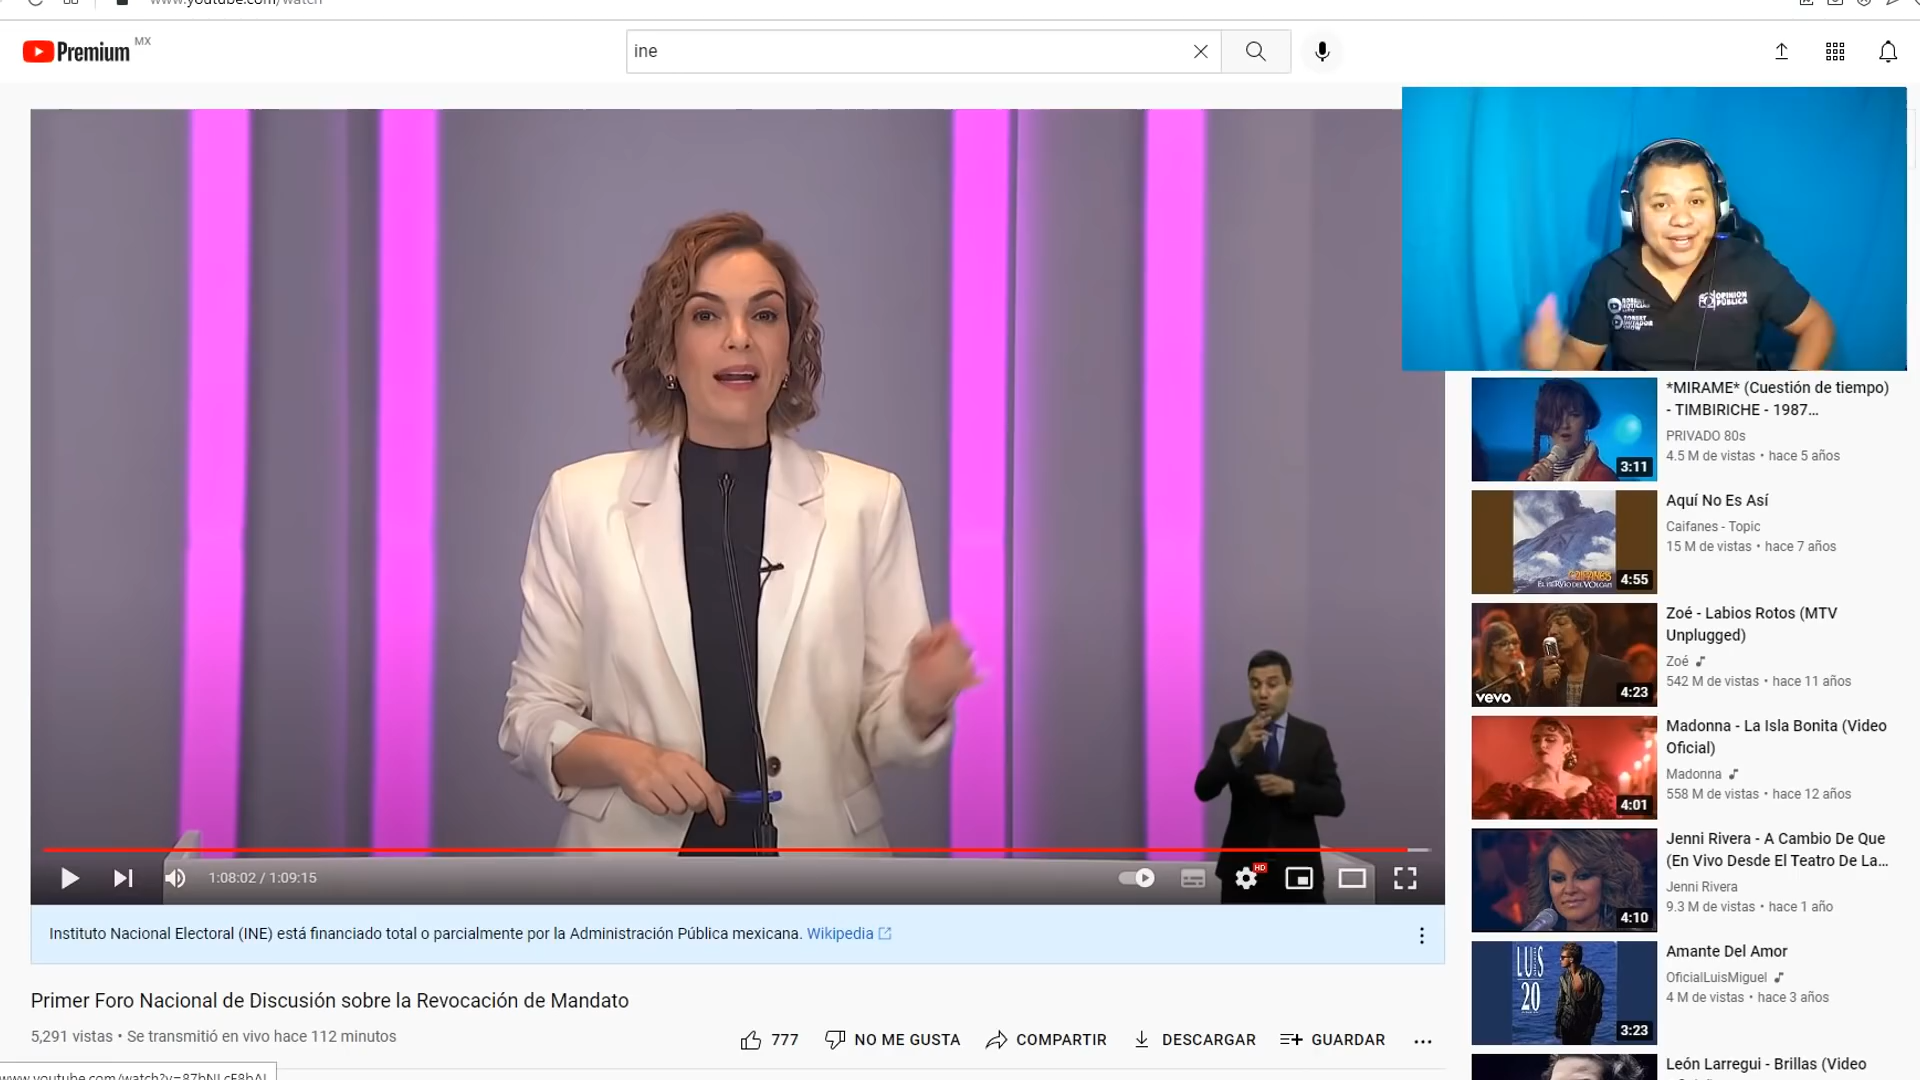 www.youtube.com/watch
Premium MX
ine
OPINION PÚBLICA
*MIRAME* (Cuestión de tiempo)
- TIMBIRICHE - 1987...
PRIVADO 80s
4.5 M de vistas • hace 5 años
3:11
Aquí No Es Así
Caifanes - Topic
15 M de vistas • hace 7 años
CAIFANES
EL NERVIO DEL VOLCAN
4:55
Zoé - Labios Rotos (MTV
Unplugged)
Zoé
542 M de vistas • hace 11 años
vevo
4:23
Madonna - La Isla Bonita (Video
Oficial)
Madonna
558 M de vistas • hace 12 años
4:01
Jenni Rivera - A Cambio De Que
(En Vivo Desde El Teatro De La...
Jenni Rivera
9.3 M de vistas • hace 1 año
4:10
Amante Del Amor
OficialLuisMiguel
4 M de vistas • hace 3 años
LUIS
20
3:23
León Larregui - Brillas (Video
1:08:02 / 1:09:15
HD
Instituto Nacional Electoral (INE) está financiado total o parcialmente por la Administración Pública mexicana. Wikipedia
Primer Foro Nacional de Discusión sobre la Revocación de Mandato
5,291 vistas • Se transmitió en vivo hace 112 minutos
777 NO ME GUSTA COMPARTIR DESCARGAR GUARDAR ...